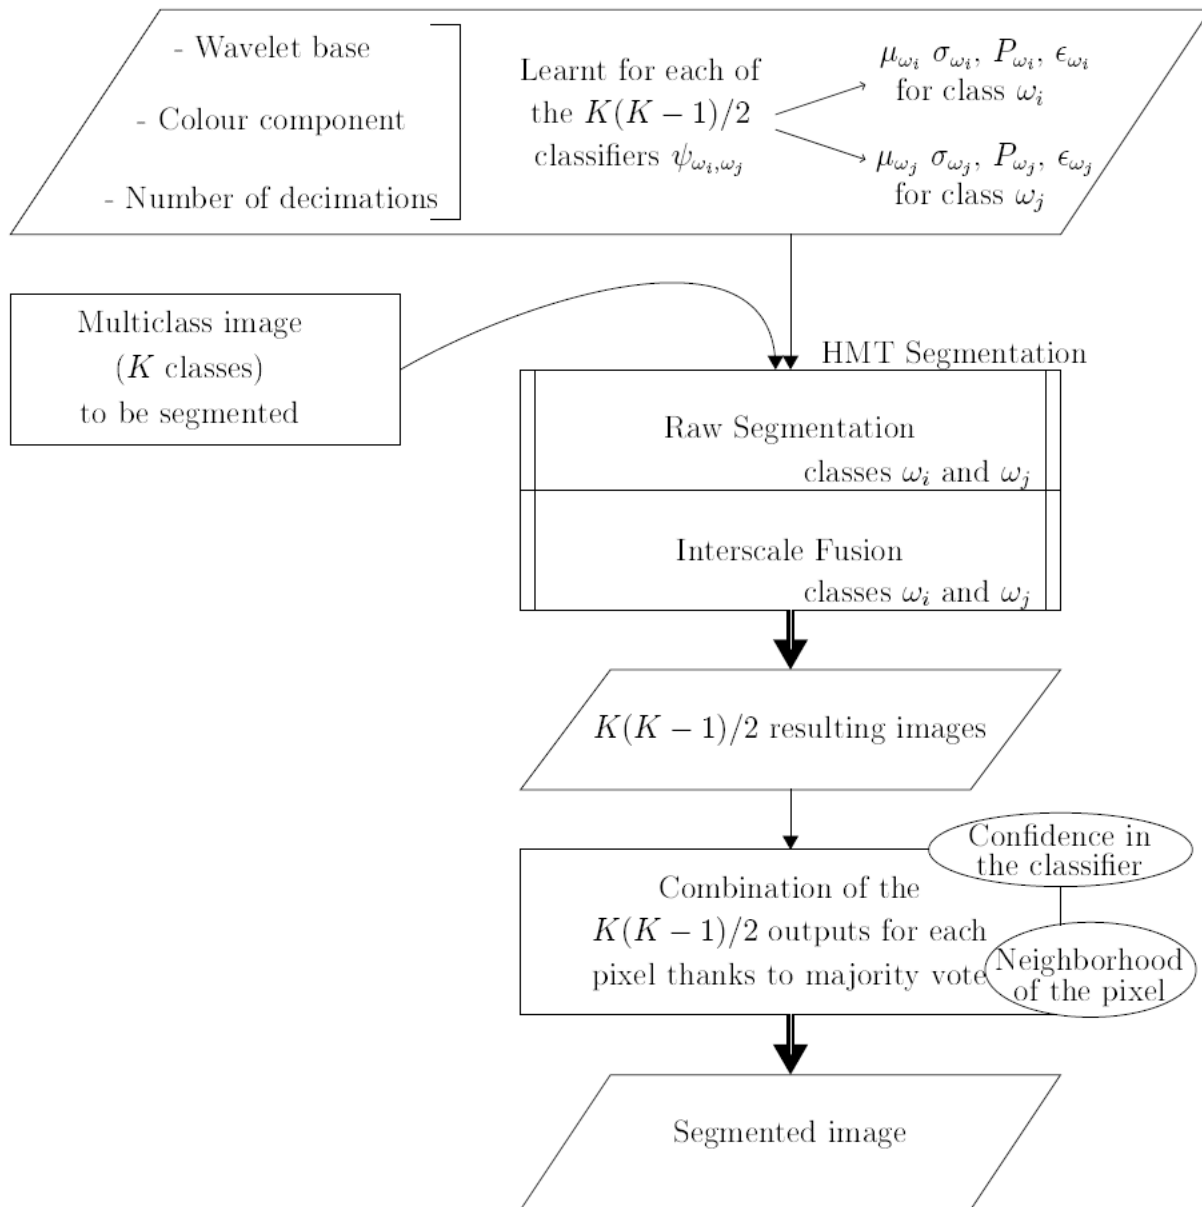 - Wavelet base
- Colour component
- Number of decimations
Learnt for each of
the K(K − 1)/2
classifiers ψ_{ω_i,ω_j}
μ_{ω_i} σ_{ω_i}, P_{ω_i}, ϵ_{ω_i}
for class ω_i
μ_{ω_j} σ_{ω_j}, P_{ω_j}, ϵ_{ω_j}
for class ω_j
Multiclass image
(K classes)
to be segmented
HMT Segmentation
Raw Segmentation
classes ω_i and ω_j
Interscale Fusion
classes ω_i and ω_j
K(K − 1)/2 resulting images
Confidence in
the classifier
Combination of the
K(K − 1)/2 outputs for each
pixel thanks to majority vote
Neighborhood
of the pixel
Segmented image